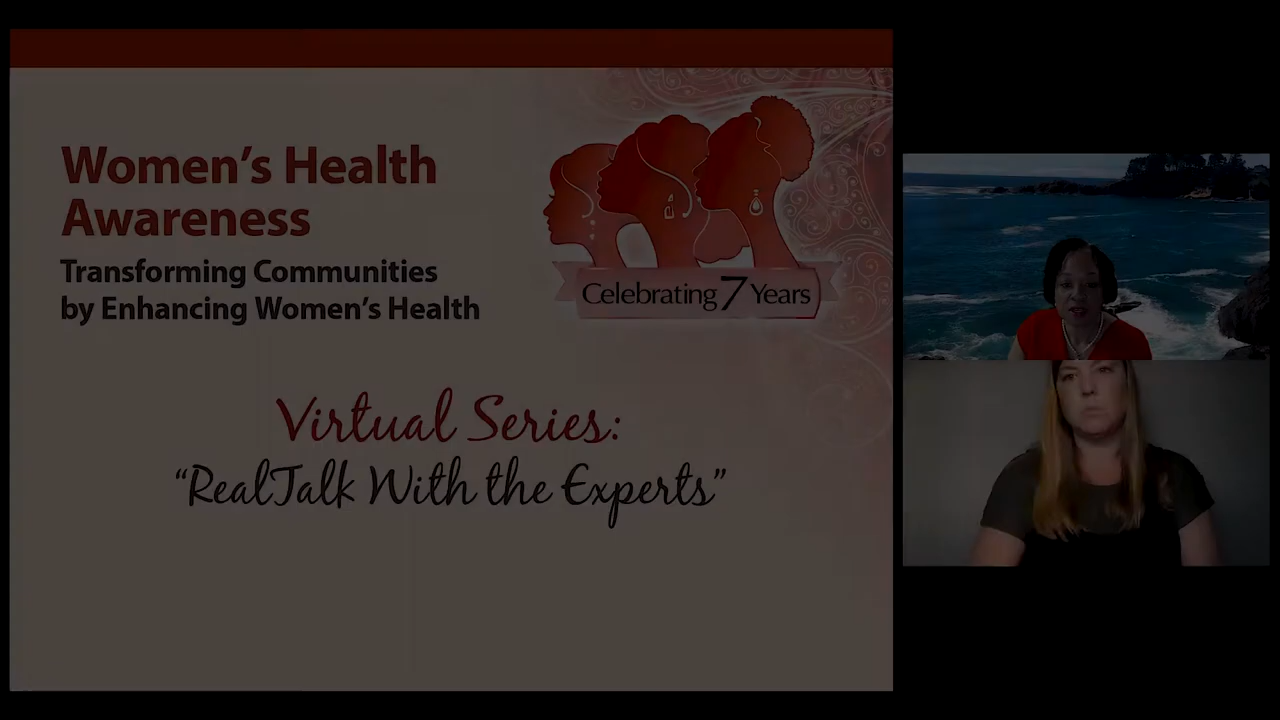 Women's Health
Awareness
Transforming Communities
by Enhancing Women's Health
Celebrating 7 Years
Virtual Series:
“RealTalk With the Experts”